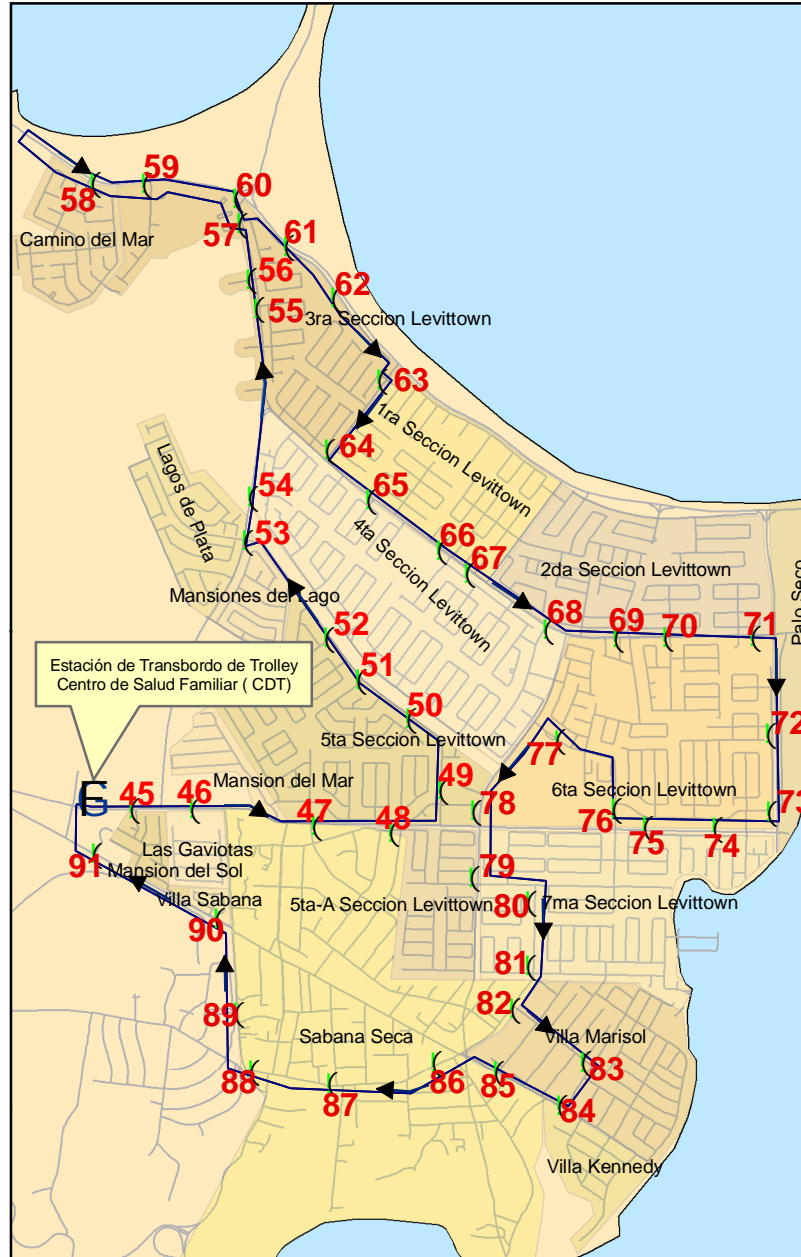 59
58
60
Camino del Mar
57
61
56
62
55
3ra Seccion Levittown
63
1ra Seccion Levittown
64
Lagos de Plata
65
54
4ta Seccion Levittown
53
66
67
2da Seccion Levittown
Mansiones del Lago
68
69
70
71
Palo Seco
52
Estación de Transbordo de Trolley
Centro de Salud Familiar ( CDT)
51
50
72
5ta Seccion Levittown
77
Mansion del Mar
49
6ta Seccion Levittown
F
G
45
46
47
48
78
76
75
74
73
91
Las Gaviotas
Mansion del Sol
79
Villa Sabana
90
5ta-A Seccion Levittown
80
7ma Seccion Levittown
81
82
89
Sabana Seca
Villa Marisol
88
87
86
85
83
84
Villa Kennedy